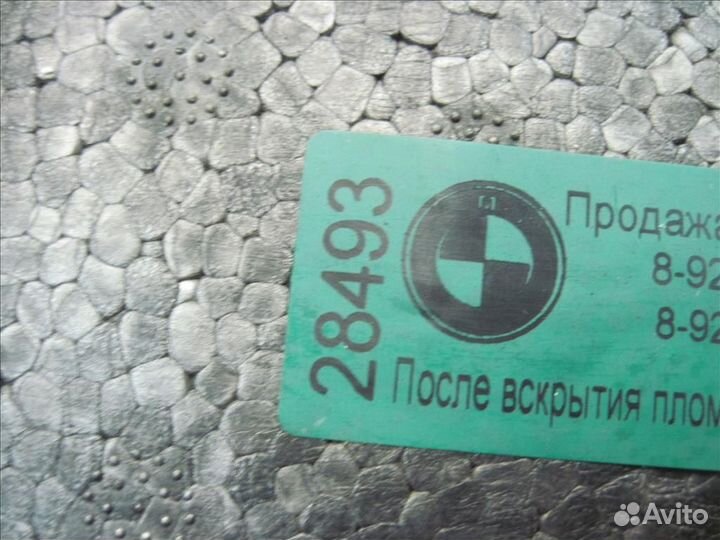 28493
Продажа
8-92
8-92
После вскрытия плом
Avito